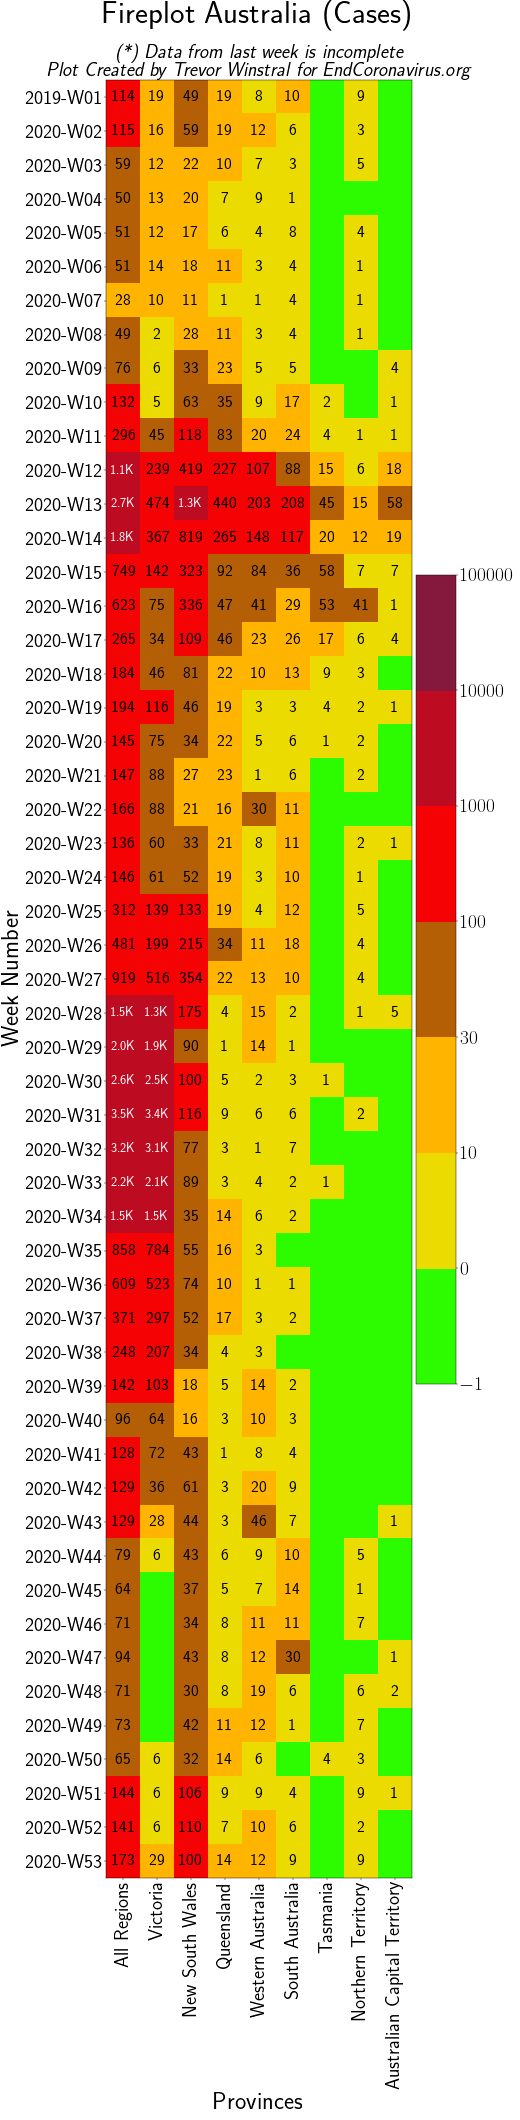 Fireplot Australia (Cases)
(*) Data from last week is incomplete
Plot Created by Trevor Winstral for EndCoronavirus.org
2019-W01 114 19 49 19 8 10 9
2020-W02 115 16 59 19 12 6 3
2020-W03 59 12 22 10 7 3 5
2020-W04 50 13 20 7 9 1
2020-W05 51 12 17 6 4 8 4
2020-W06 51 14 18 11 3 4 1
2020-W07 28 10 11 1 1 4 1
2020-W08 49 2 28 11 3 4 1
2020-W09 76 6 33 23 5 5 4
2020-W10 132 5 63 35 9 17 2 1
2020-W11 296 45 118 83 20 24 4 1 1
2020-W12 1.1K 239 419 227 107 88 15 6 18
2020-W13 2.7K 474 1.3K 440 203 208 45 15 58
2020-W14 1.8K 367 819 265 148 117 20 12 19
2020-W15 749 142 323 92 84 36 58 7 7
2020-W16 623 75 336 47 41 29 53 41 1
2020-W17 265 34 109 46 23 26 17 6 4
2020-W18 184 46 81 22 10 13 9 3
2020-W19 194 116 46 19 3 3 4 2 1
2020-W20 145 75 34 22 5 6 1 2
2020-W21 147 88 27 23 1 6 2
2020-W22 166 88 21 16 30 11
2020-W23 136 60 33 21 8 11 2 1
2020-W24 146 61 52 19 3 10 1
2020-W25 312 139 133 19 4 12 5
2020-W26 481 199 215 34 11 18 4
2020-W27 919 516 354 22 13 10 4
2020-W28 1.5K 1.3K 175 4 15 2 1 5
2020-W29 2.0K 1.9K 90 1 14 1
2020-W30 2.6K 2.5K 100 5 2 3 1
2020-W31 3.5K 3.4K 116 9 6 6 2
2020-W32 3.2K 3.1K 77 3 1 7
2020-W33 2.2K 2.1K 89 3 4 2 1
2020-W34 1.5K 1.5K 35 14 6 2
2020-W35 858 784 55 16 3
2020-W36 609 523 74 10 1 1
2020-W37 371 297 52 17 3 2
2020-W38 248 207 34 4 3
2020-W39 142 103 18 5 14 2
2020-W40 96 64 16 3 10 3
2020-W41 128 72 43 1 8 4
2020-W42 129 36 61 3 20 9
2020-W43 129 28 44 3 46 7 1
2020-W44 79 6 43 6 9 10 5
2020-W45 64 37 5 7 14 1
2020-W46 71 34 8 11 11 7
2020-W47 94 43 8 12 30 1
2020-W48 71 30 8 19 6 6 2
2020-W49 73 42 11 12 1 7
2020-W50 65 6 32 14 6 4 3
2020-W51 144 6 106 9 9 4 9 1
2020-W52 141 6 110 7 10 6 2
2020-W53 173 29 100 14 12 9 9
Week Number
All Regions
Victoria
New South Wales
Queensland
Western Australia
South Australia
Tasmania
Northern Territory
Australian Capital Territory
Provinces
100000
10000
1000
100
30
10
0
−1